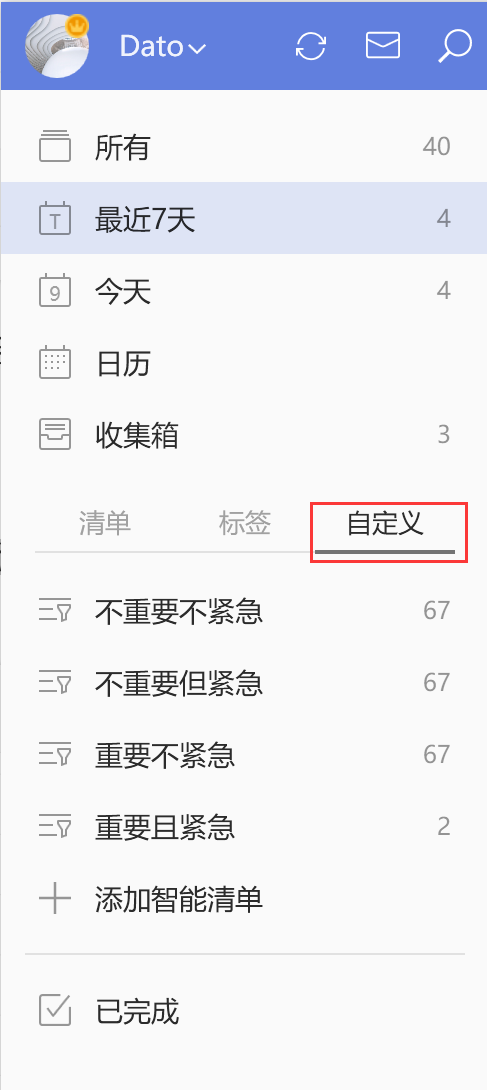 Dato
所有 40
T 最近7天 4
9 今天 4
日历
收集箱 3
清单 标签 自定义
不重要不紧急 67
不重要但紧急 67
重要不紧急 67
重要且紧急 2
添加智能清单
已完成